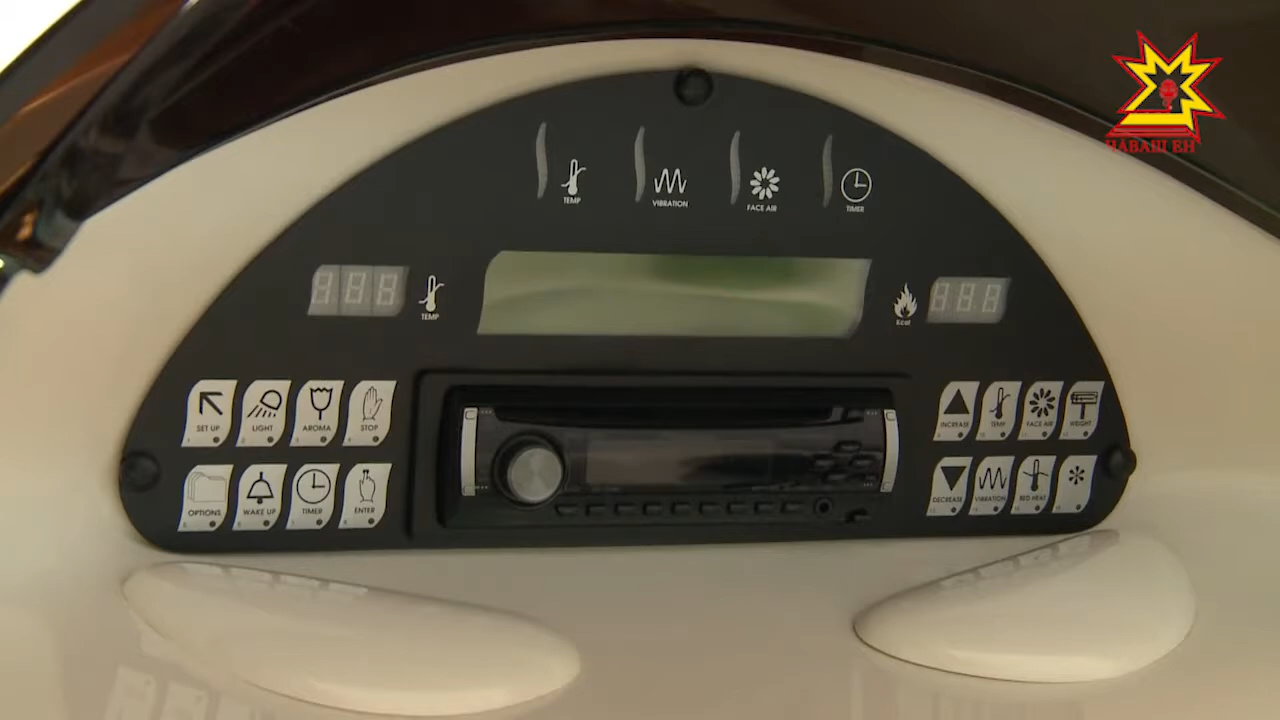 TEMP
VIBRATION
FACE AIR
TIMER
TEMP
Kcal
SET UP
LIGHT
AROMA
STOP
INCREASE
TEMP
FACE AIR
WEIGHT
OPTIONS
WAKE UP
TIMER
ENTER
DECREASE
VIBRATION
BED HEAT
ЧӐВАШ ЕН